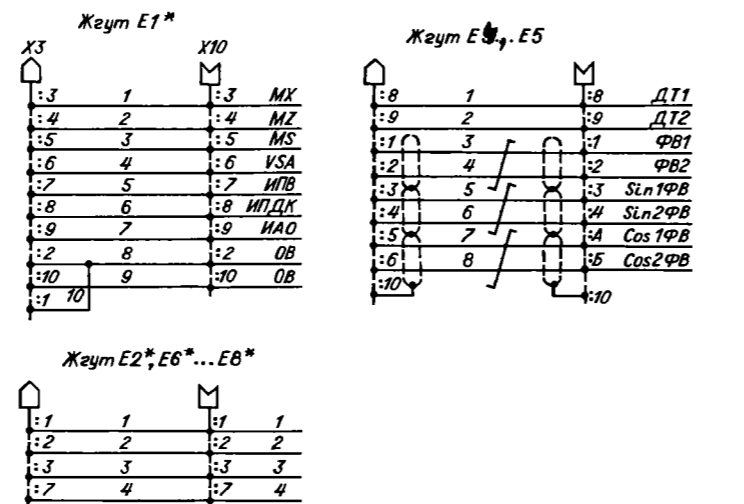 Жгут Е1*
Х3 Х10
:3 1 :3 МХ
:4 2 :4 MZ
:5 3 :5 MS
:6 4 :6 VSA
:7 5 :7 ИПВ
:8 6 :8 ИПДК
:9 7 :9 ИАО
:2 8 :2 ОВ
:10 9 :10 ОВ
:1 10
Жгут , Е5
:8 1 :8 ДТ1
:9 2 :9 ДТ2
:1 3 :1 ФВ1
:2 4 :2 ФВ2
:3 5 :3 Sin1ФВ
:4 6 :4 Sin2ФВ
:5 7 :A Cos1ФВ
:6 8 :Б Cos2ФВ
:10 :10
Жгут Е2*, Е6*...Е8*
:1 1 :1 1
:2 2 :2 2
:3 3 :3 3
:7 4 :7 4